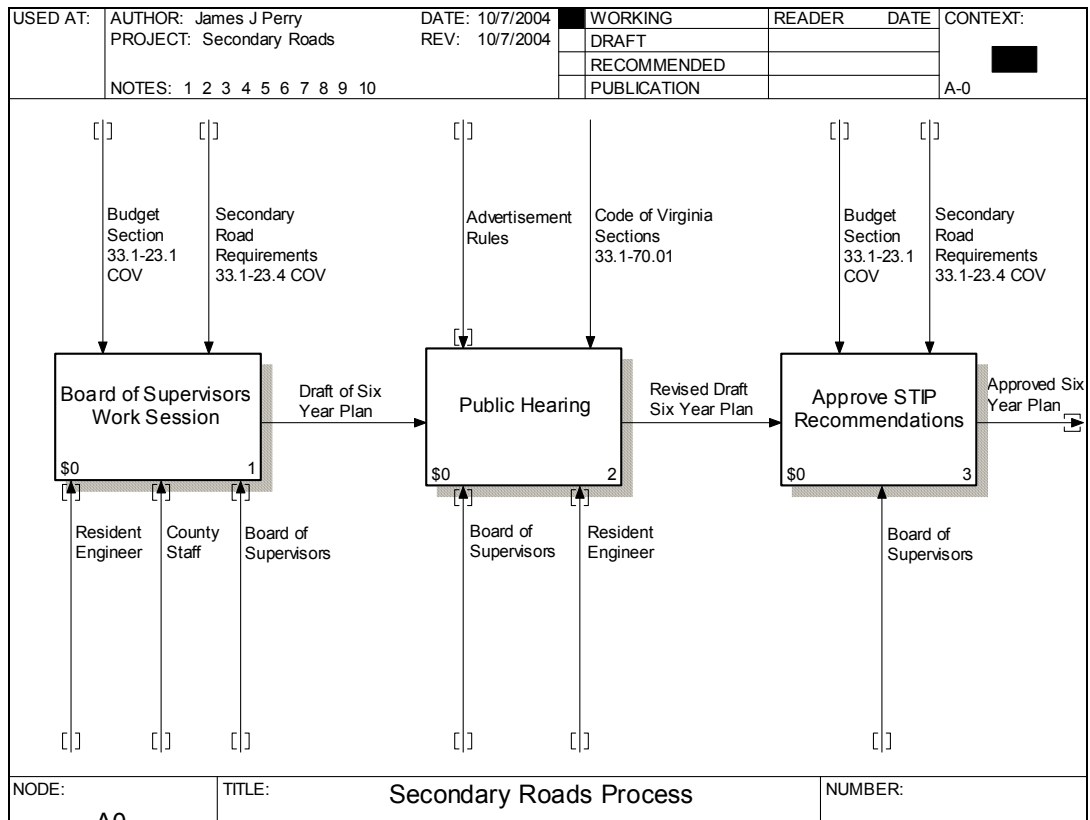 USED AT:
AUTHOR: James J Perry
DATE: 10/7/2004
PROJECT: Secondary Roads
REV: 10/7/2004
NOTES: 1 2 3 4 5 6 7 8 9 10
WORKING
DRAFT
RECOMMENDED
PUBLICATION
READER DATE
CONTEXT:
A-0
Budget
Section
33.1-23.1
COV
Secondary
Road
Requirements
33.1-23.4 COV
Advertisement
Rules
Code of Virginia
Sections
33.1-70.01
Budget
Section
33.1-23.1
COV
Secondary
Road
Requirements
33.1-23.4 COV
Board of Supervisors
Work Session
$0 1
Draft of Six
Year Plan
Public Hearing
$0 2
Revised Draft
Six Year Plan
Approve STIP
Recommendations
$0 3
Approved Six
Year Plan
Resident
Engineer
County
Staff
Board of
Supervisors
Board of
Supervisors
Resident
Engineer
Board of
Supervisors
NODE:
A0
TITLE:
Secondary Roads Process
NUMBER: